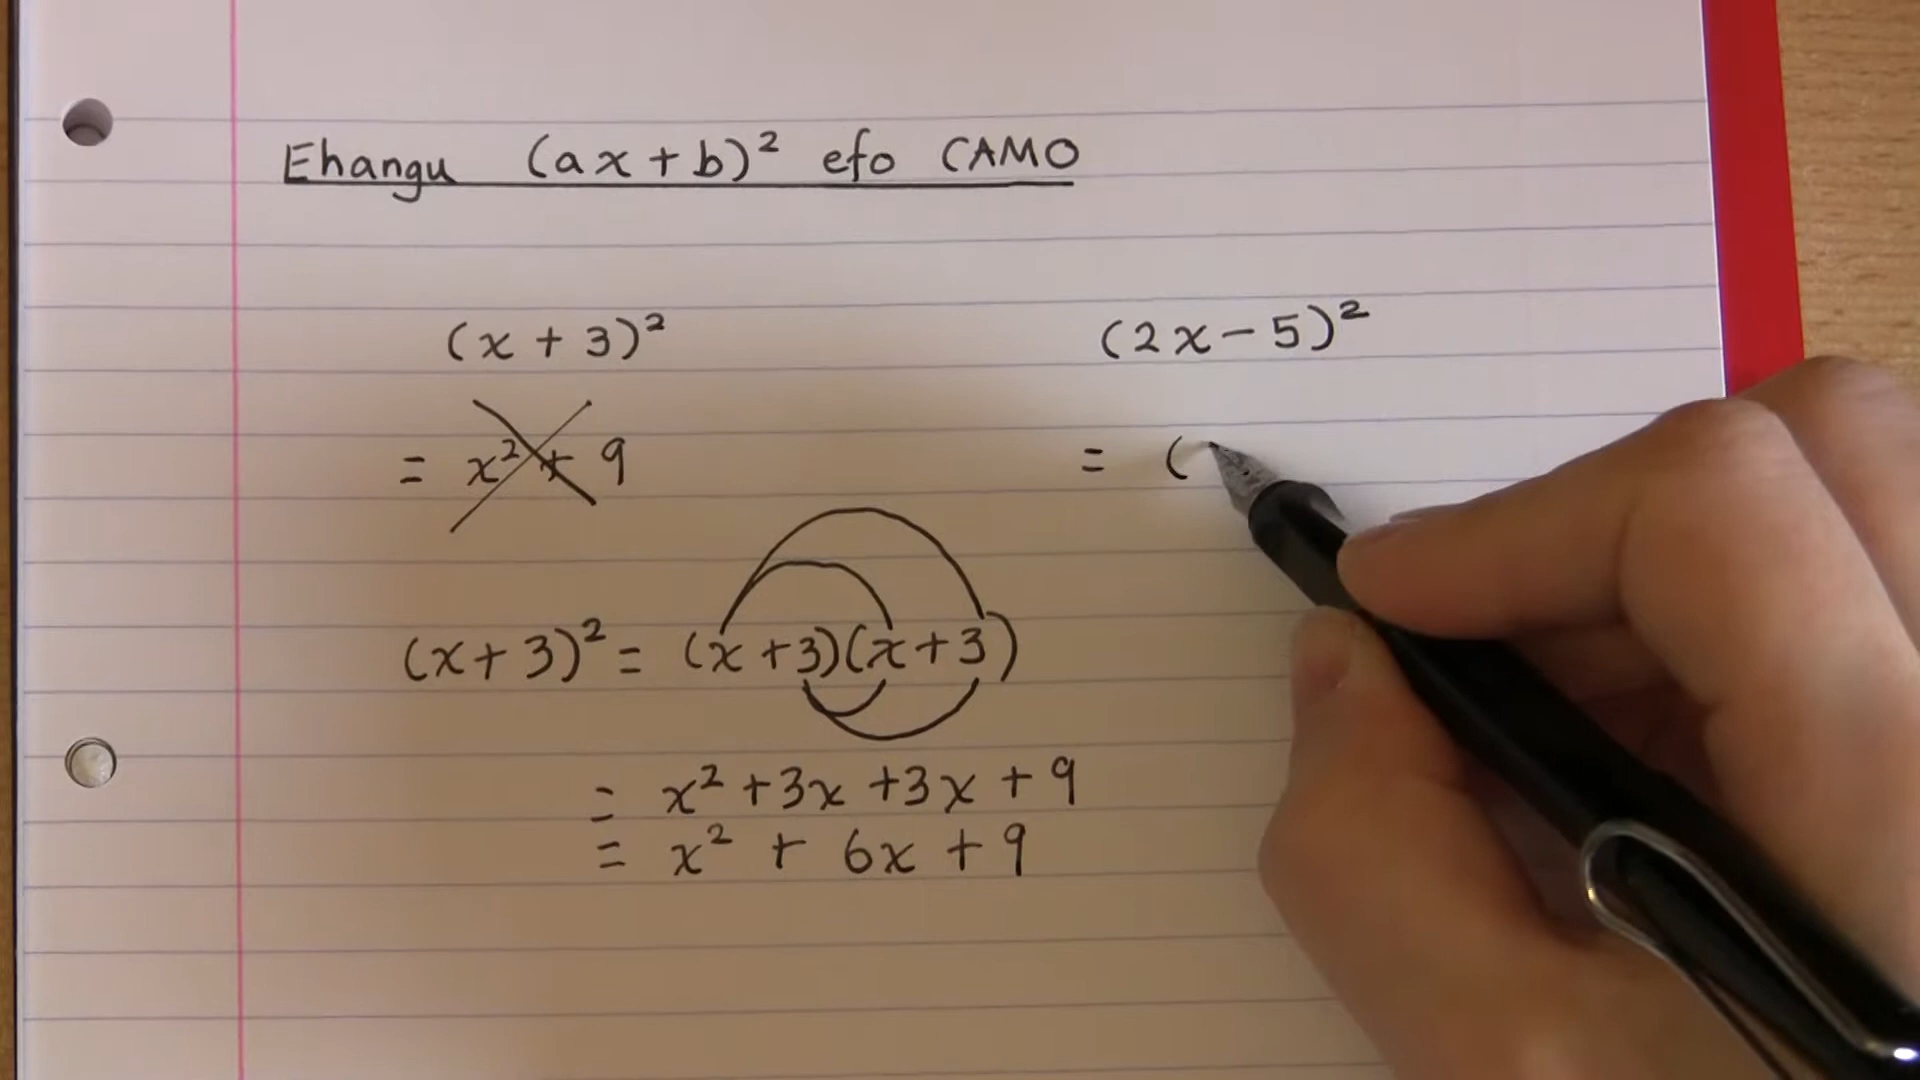 Ehangu (ax+b)² efo CAMO
(x + 3)²
= x² + 9
(x+3)² = (x+3)(x+3)
= x² +3x +3x + 9
= x² + 6x + 9
(2x-5)²
= (